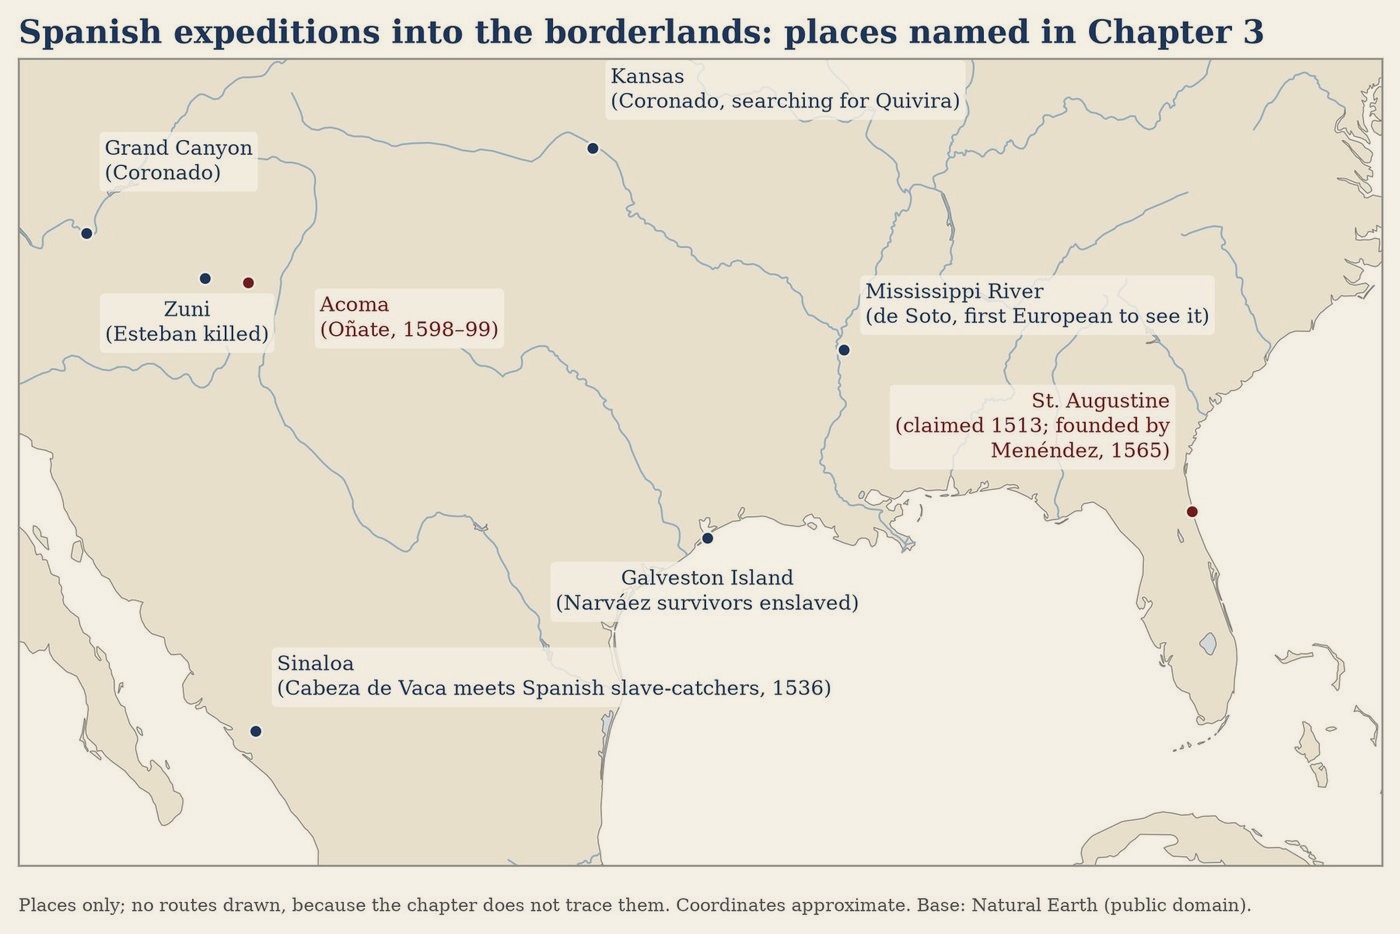 Spanish expeditions into the borderlands: places named in Chapter 3
Kansas
(Coronado, searching for Quivira)
Grand Canyon
(Coronado)
Zuni
(Esteban killed)
Acoma
(Oñate, 1598–99)
Mississippi River
(de Soto, first European to see it)
St. Augustine
(claimed 1513; founded by
Menéndez, 1565)
Galveston Island
(Narváez survivors enslaved)
Sinaloa
(Cabeza de Vaca meets Spanish slave-catchers, 1536)
Places only; no routes drawn, because the chapter does not trace them. Coordinates approximate. Base: Natural Earth (public domain).